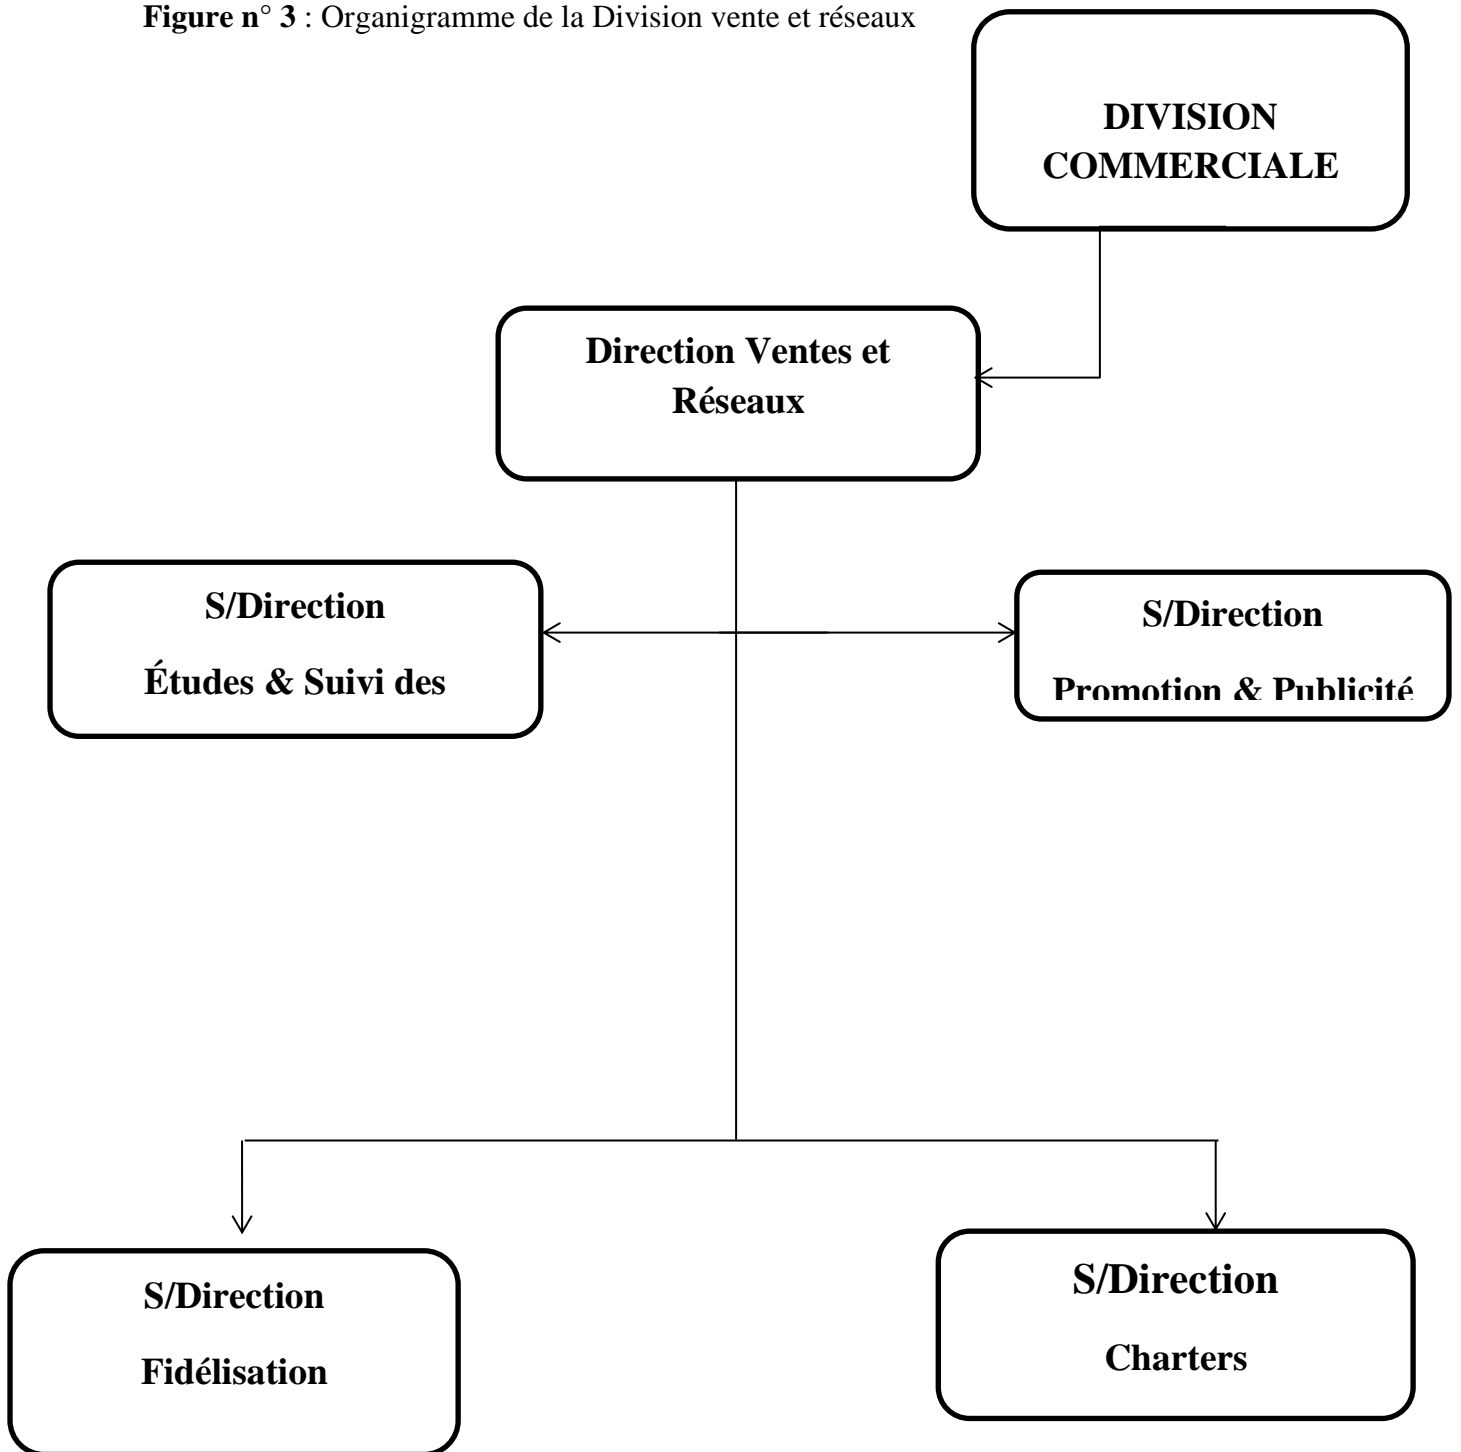 Figure n° 3 : Organigramme de la Division vente et réseaux
DIVISION
COMMERCIALE
Direction Ventes et
Réseaux
S/Direction
Études & Suivi des
S/Direction
Promotion & Publicité
S/Direction
Fidélisation
S/Direction
Charters